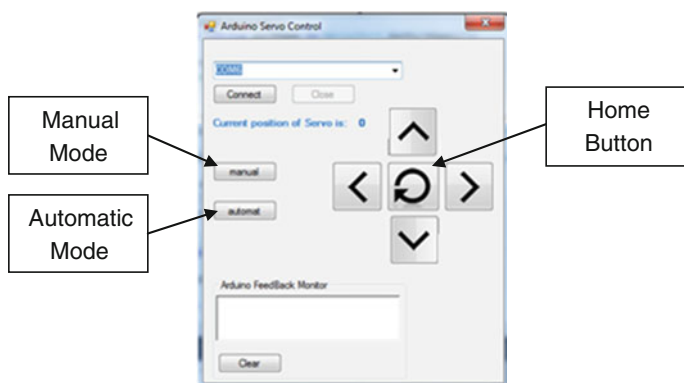 Arduino Servo Control
COM6
Connect
Close
Current position of Servo is: 0
Manual
Mode
Home
Button
manual
Automatic
Mode
automat
Arduino FeedBack Monitor
Clear